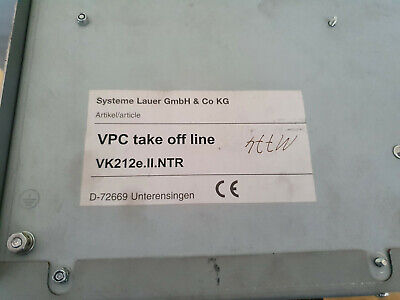 Systeme Lauer GmbH & Co KG
Artikel/article
VPC take off line
VK212e.II.NTR
D-72669 Unterensingen CE